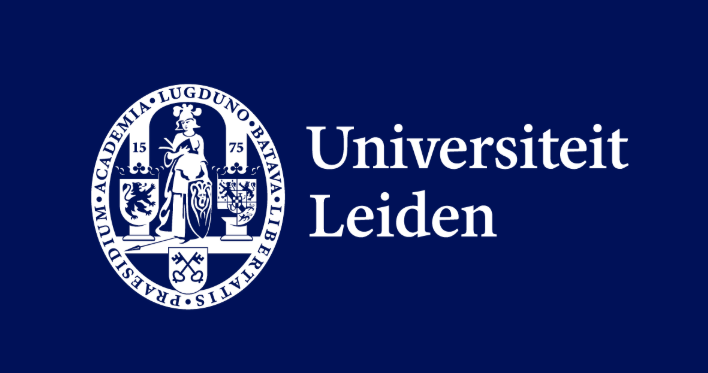 ACADEMIA • LUGDUNO • BATAVA • LIBERTATIS • PRAESIDIUM •
15 75
Universiteit
Leiden